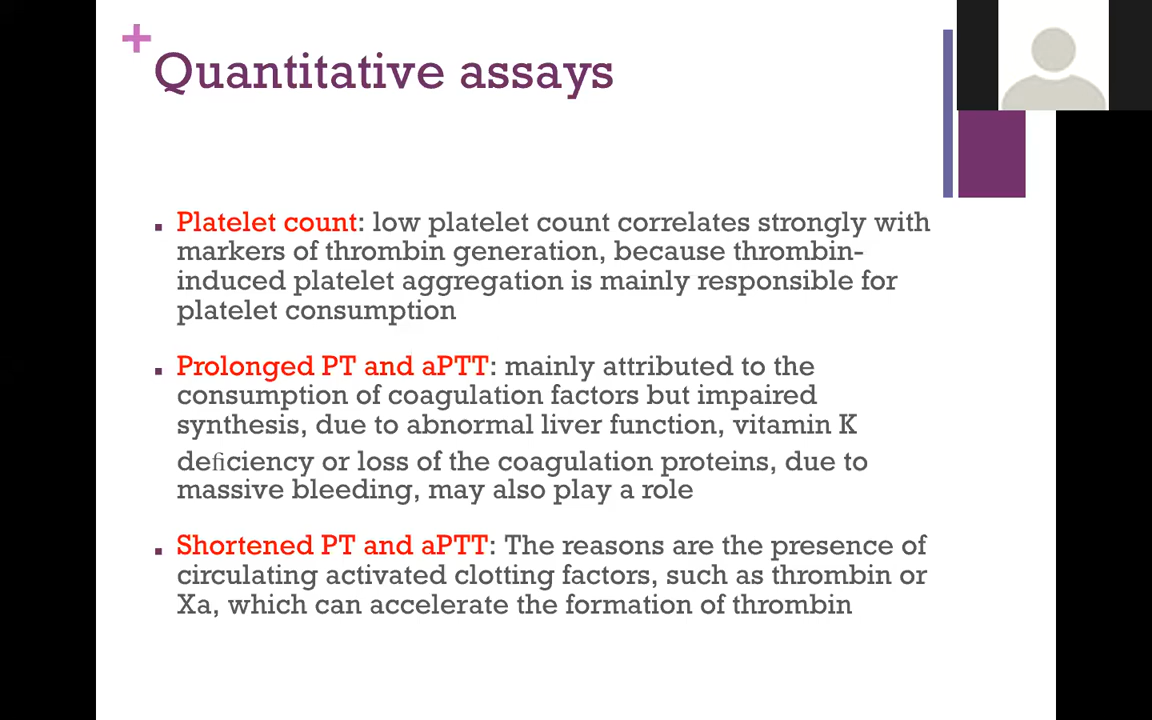 +
Quantitative assays
▪ Platelet count: low platelet count correlates strongly with
markers of thrombin generation, because thrombin-
induced platelet aggregation is mainly responsible for
platelet consumption
▪ Prolonged PT and aPTT: mainly attributed to the
consumption of coagulation factors but impaired
synthesis, due to abnormal liver function, vitamin K
deficiency or loss of the coagulation proteins, due to
massive bleeding, may also play a role
▪ Shortened PT and aPTT: The reasons are the presence of
circulating activated clotting factors, such as thrombin or
Xa, which can accelerate the formation of thrombin